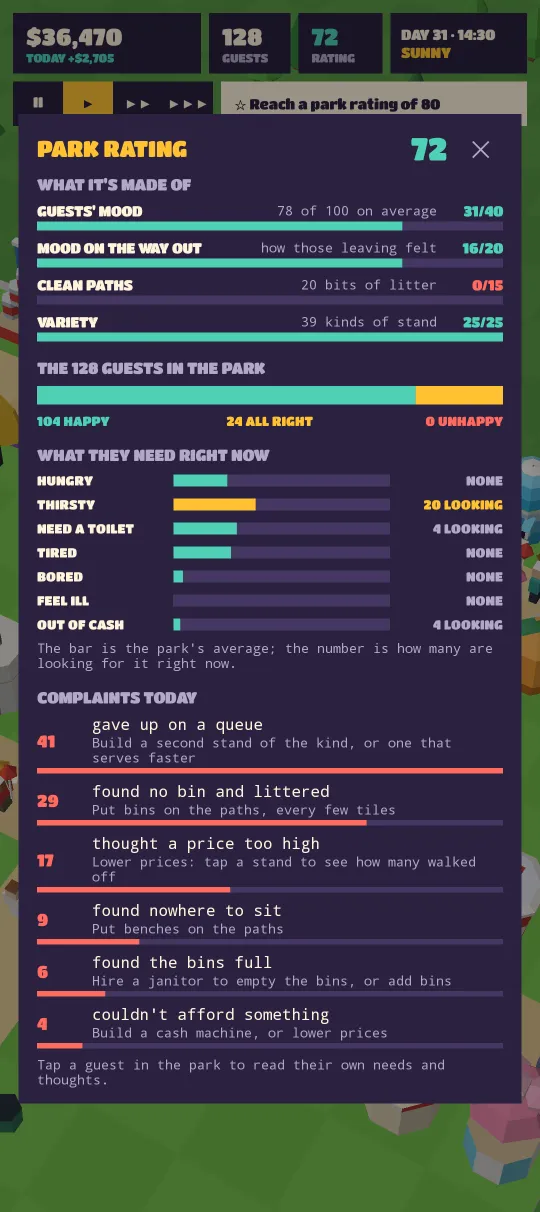 $36,470
TODAY +$2,705
128
GUESTS
72
RATING
DAY 31 · 14:30
SUNNY
☆ Reach a park rating of 80
PARK RATING
72
WHAT IT'S MADE OF
GUESTS' MOOD 78 of 100 on average 31/40
MOOD ON THE WAY OUT how those leaving felt 16/20
CLEAN PATHS 20 bits of litter 0/15
VARIETY 39 kinds of stand 25/25
THE 128 GUESTS IN THE PARK
104 HAPPY 24 ALL RIGHT 0 UNHAPPY
WHAT THEY NEED RIGHT NOW
HUNGRY NONE
THIRSTY 20 LOOKING
NEED A TOILET 4 LOOKING
TIRED NONE
BORED NONE
FEEL ILL NONE
OUT OF CASH 4 LOOKING
The bar is the park's average; the number is how many are
looking for it right now.
COMPLAINTS TODAY
41 gave up on a queue
Build a second stand of the kind, or one that
serves faster
29 found no bin and littered
Put bins on the paths, every few tiles
17 thought a price too high
Lower prices: tap a stand to see how many walked
off
9 found nowhere to sit
Put benches on the paths
6 found the bins full
Hire a janitor to empty the bins, or add bins
4 couldn't afford something
Build a cash machine, or lower prices
Tap a guest in the park to read their own needs and
thoughts.